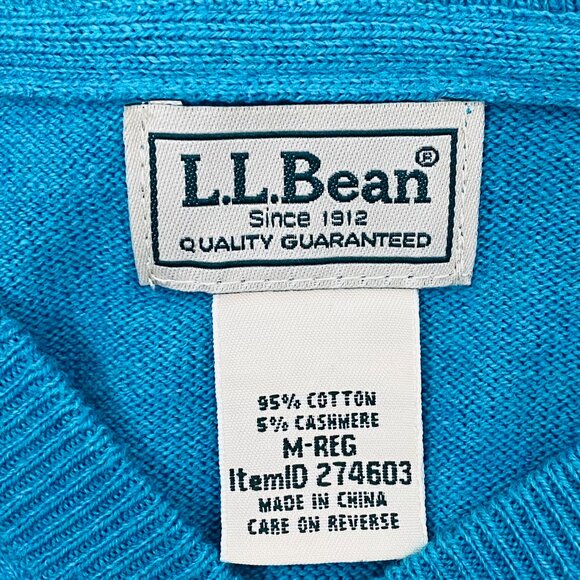 L.L.Bean®
Since 1912
QUALITY GUARANTEED
95% COTTON
5% CASHMERE
M-REG
ItemID 274603
MADE IN CHINA
CARE ON REVERSE